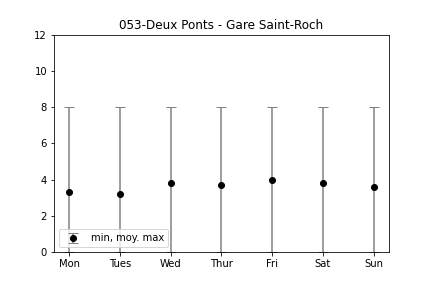 053-Deux Ponts - Gare Saint-Roch
12
10
8
6
4
2
0
min, moy. max
Mon Tues Wed Thur Fri Sat Sun